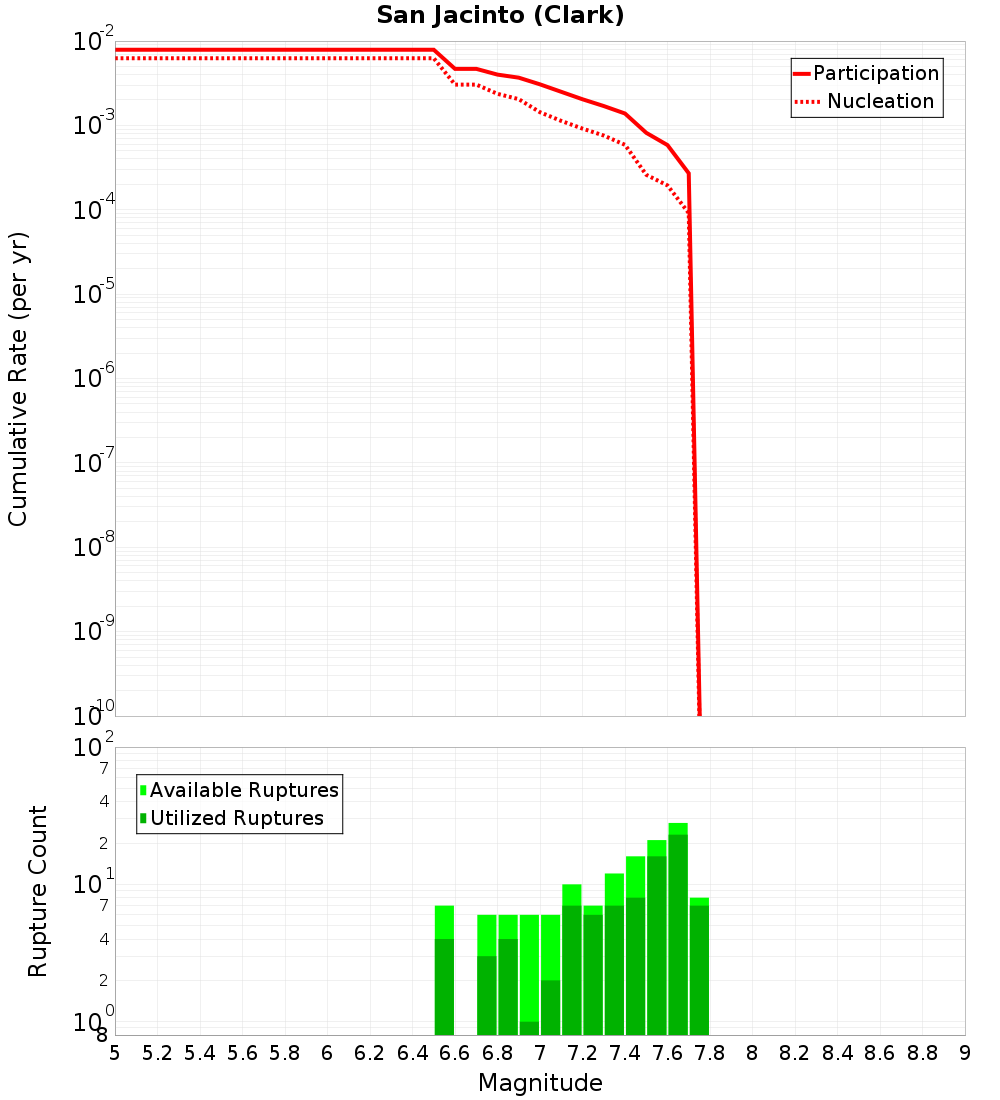 San Jacinto (Clark)
10-2
10-3
10-4
10-5
10-6
10-7
10-8
10-9
10-10
Cumulative Rate (per yr)
Participation
Nucleation
102
7
4
2
101
7
4
2
100
8
Rupture Count
Available Ruptures
Utilized Ruptures
5 5.2 5.4 5.6 5.8 6 6.2 6.4 6.6 6.8 7 7.2 7.4 7.6 7.8 8 8.2 8.4 8.6 8.8 9
Magnitude